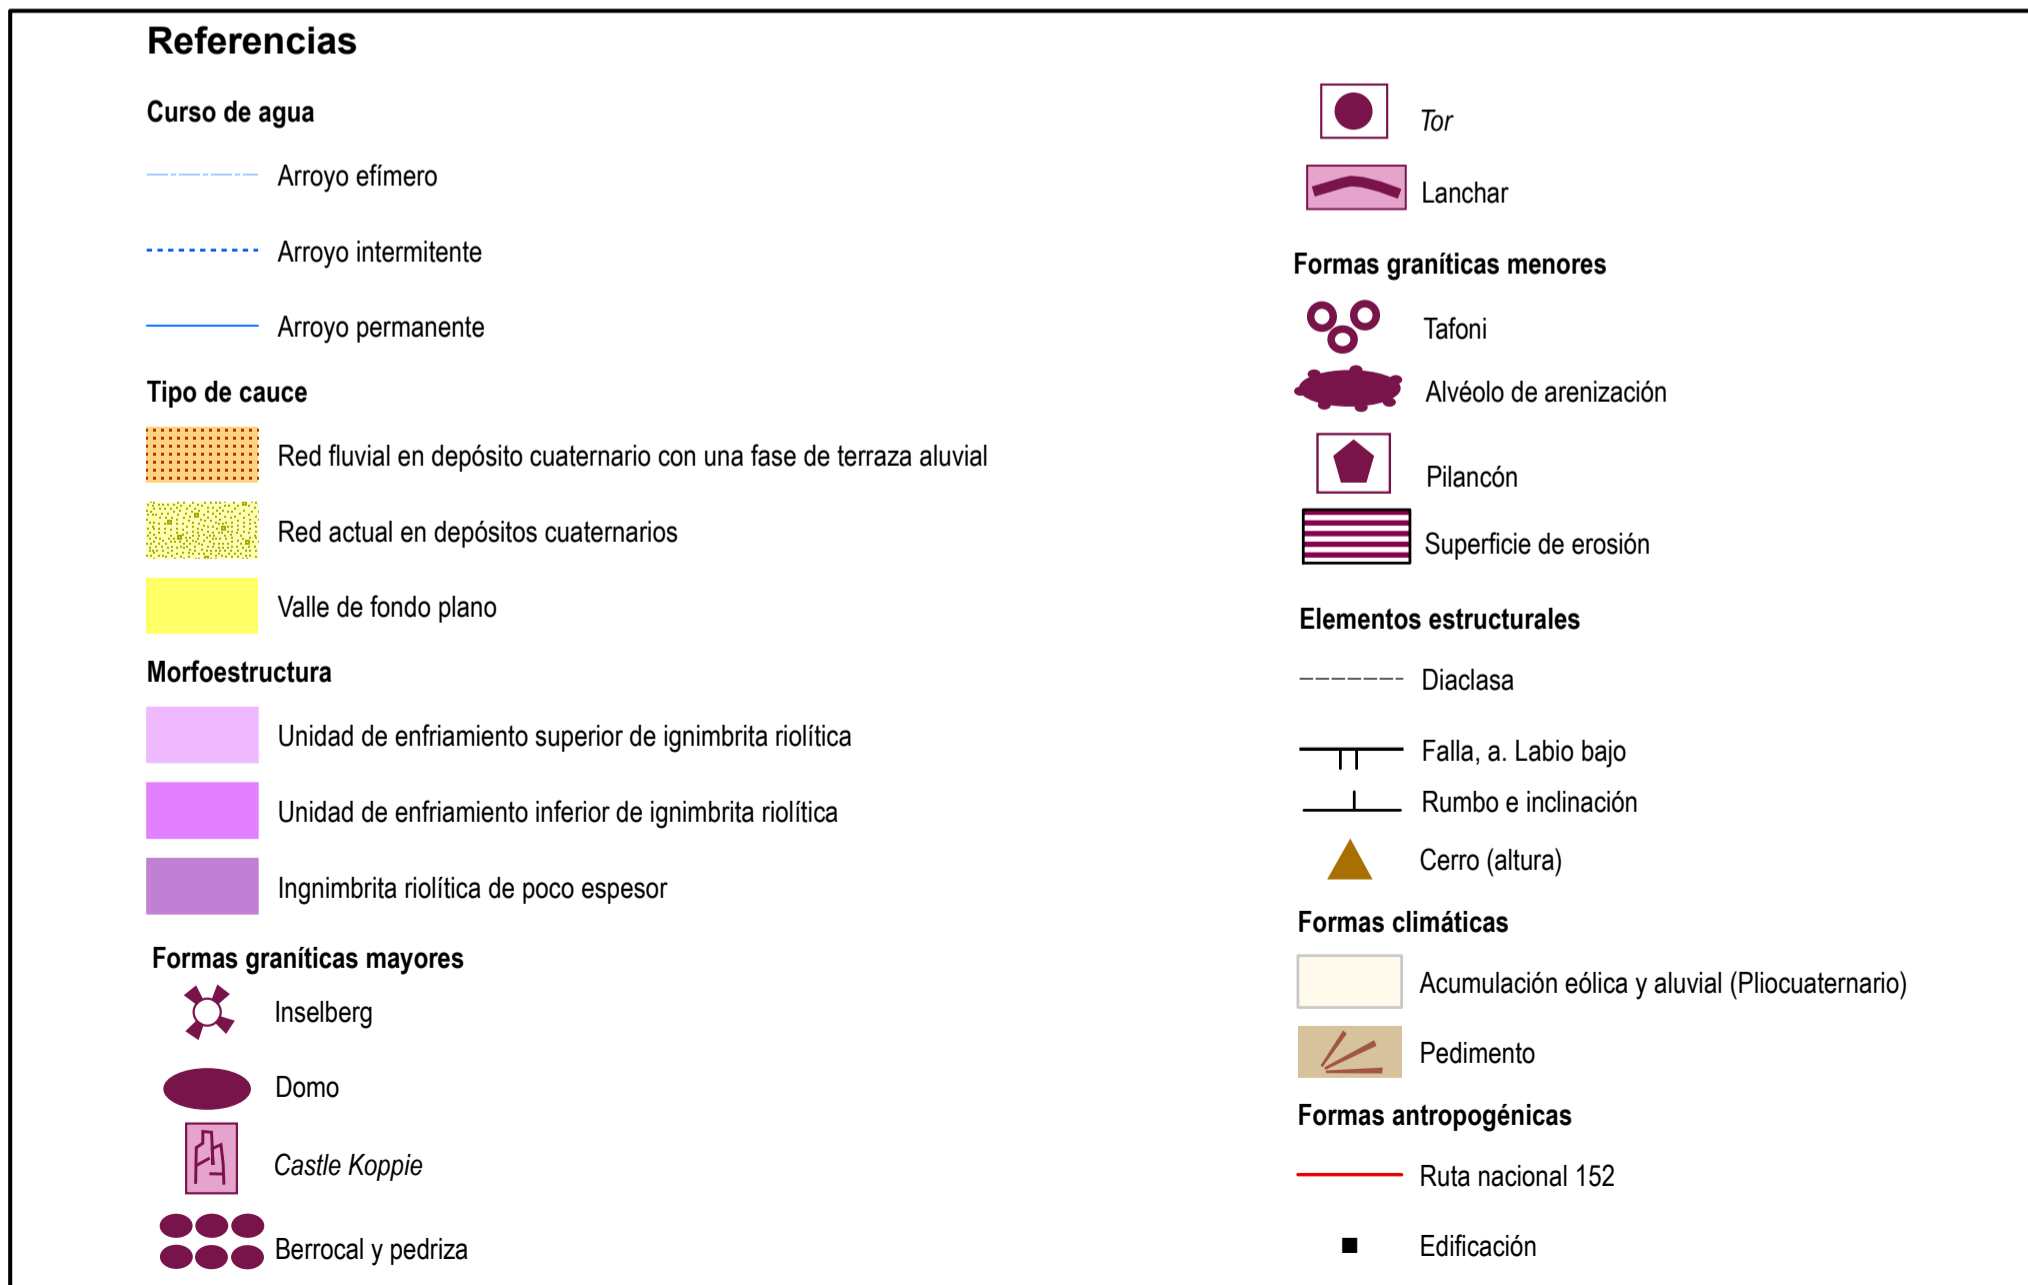 Referencias
Curso de agua
Arroyo efímero
Arroyo intermitente
Arroyo permanente
Tipo de cauce
Red fluvial en depósito cuaternario con una fase de terraza aluvial
Red actual en depósitos cuaternarios
Valle de fondo plano
Morfoestructura
Unidad de enfriamiento superior de ignimbrita riolítica
Unidad de enfriamiento inferior de ignimbrita riolítica
Ingnimbrita riolítica de poco espesor
Formas graníticas mayores
Inselberg
Domo
Castle Koppie
Berrocal y pedriza
Tor
Lanchar
Formas graníticas menores
Tafoni
Alvéolo de arenización
Pilancón
Superficie de erosión
Elementos estructurales
Diaclasa
Falla, a. Labio bajo
Rumbo e inclinación
Cerro (altura)
Formas climáticas
Acumulación eólica y aluvial (Pliocuaternario)
Pedimento
Formas antropogénicas
Ruta nacional 152
Edificación